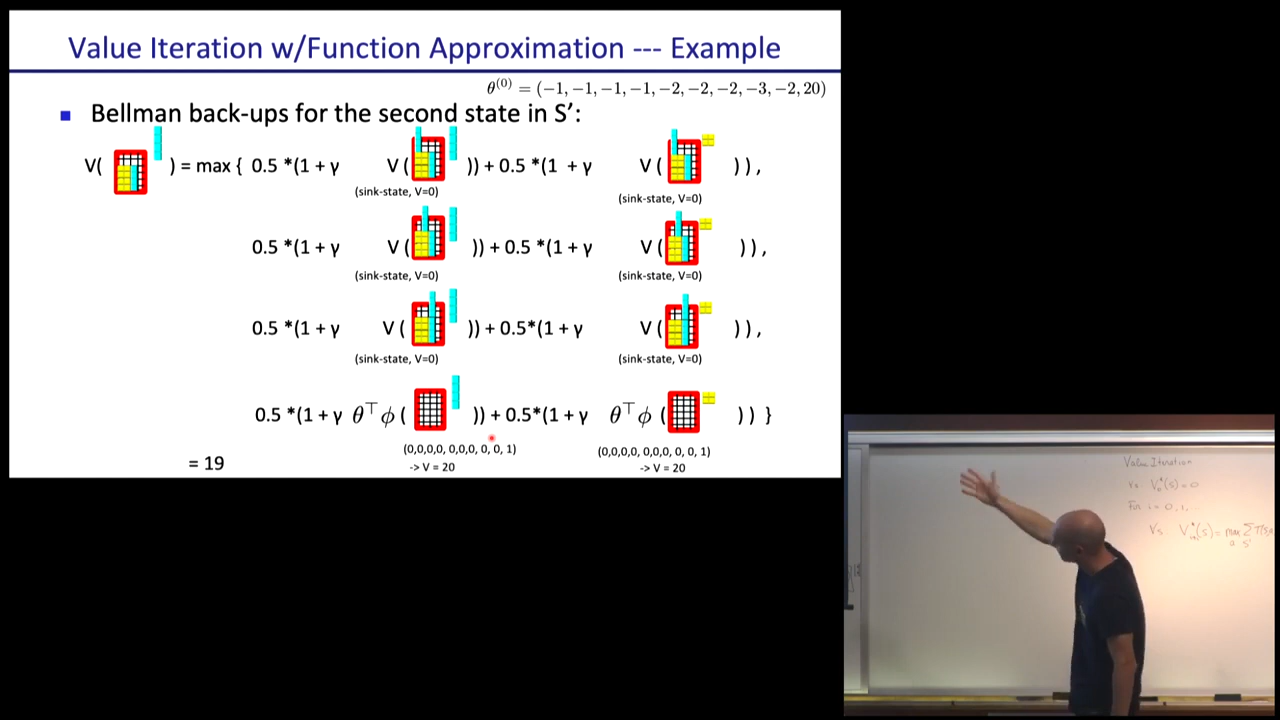 Value Iteration w/Function Approximation --- Example
θ(0) = (−1, −1, −1, −1, −2, −2, −2, −3, −2, 20)
■ Bellman back-ups for the second state in S’:
V( ) = max { 0.5 *(1 + γ V ( )) + 0.5 *(1 + γ V ( )) ,
(sink-state, V=0) (sink-state, V=0)
0.5 *(1 + γ V ( )) + 0.5 *(1 + γ V ( )) ,
(sink-state, V=0) (sink-state, V=0)
0.5 *(1 + γ V ( )) + 0.5*(1 + γ V ( )) ,
(sink-state, V=0) (sink-state, V=0)
0.5 *(1 + γ θ⊤ϕ ( )) + 0.5*(1 + γ θ⊤ϕ ( )) }
(0,0,0,0, 0,0,0, 0, 0, 1) (0,0,0,0, 0,0,0, 0, 0, 1)
-> V = 20 -> V = 20
= 19
Value Iteration
∀s V*0(s) = 0
For i = 0, 1,
∀s V* (s) = max Σ T(s,a
a s'